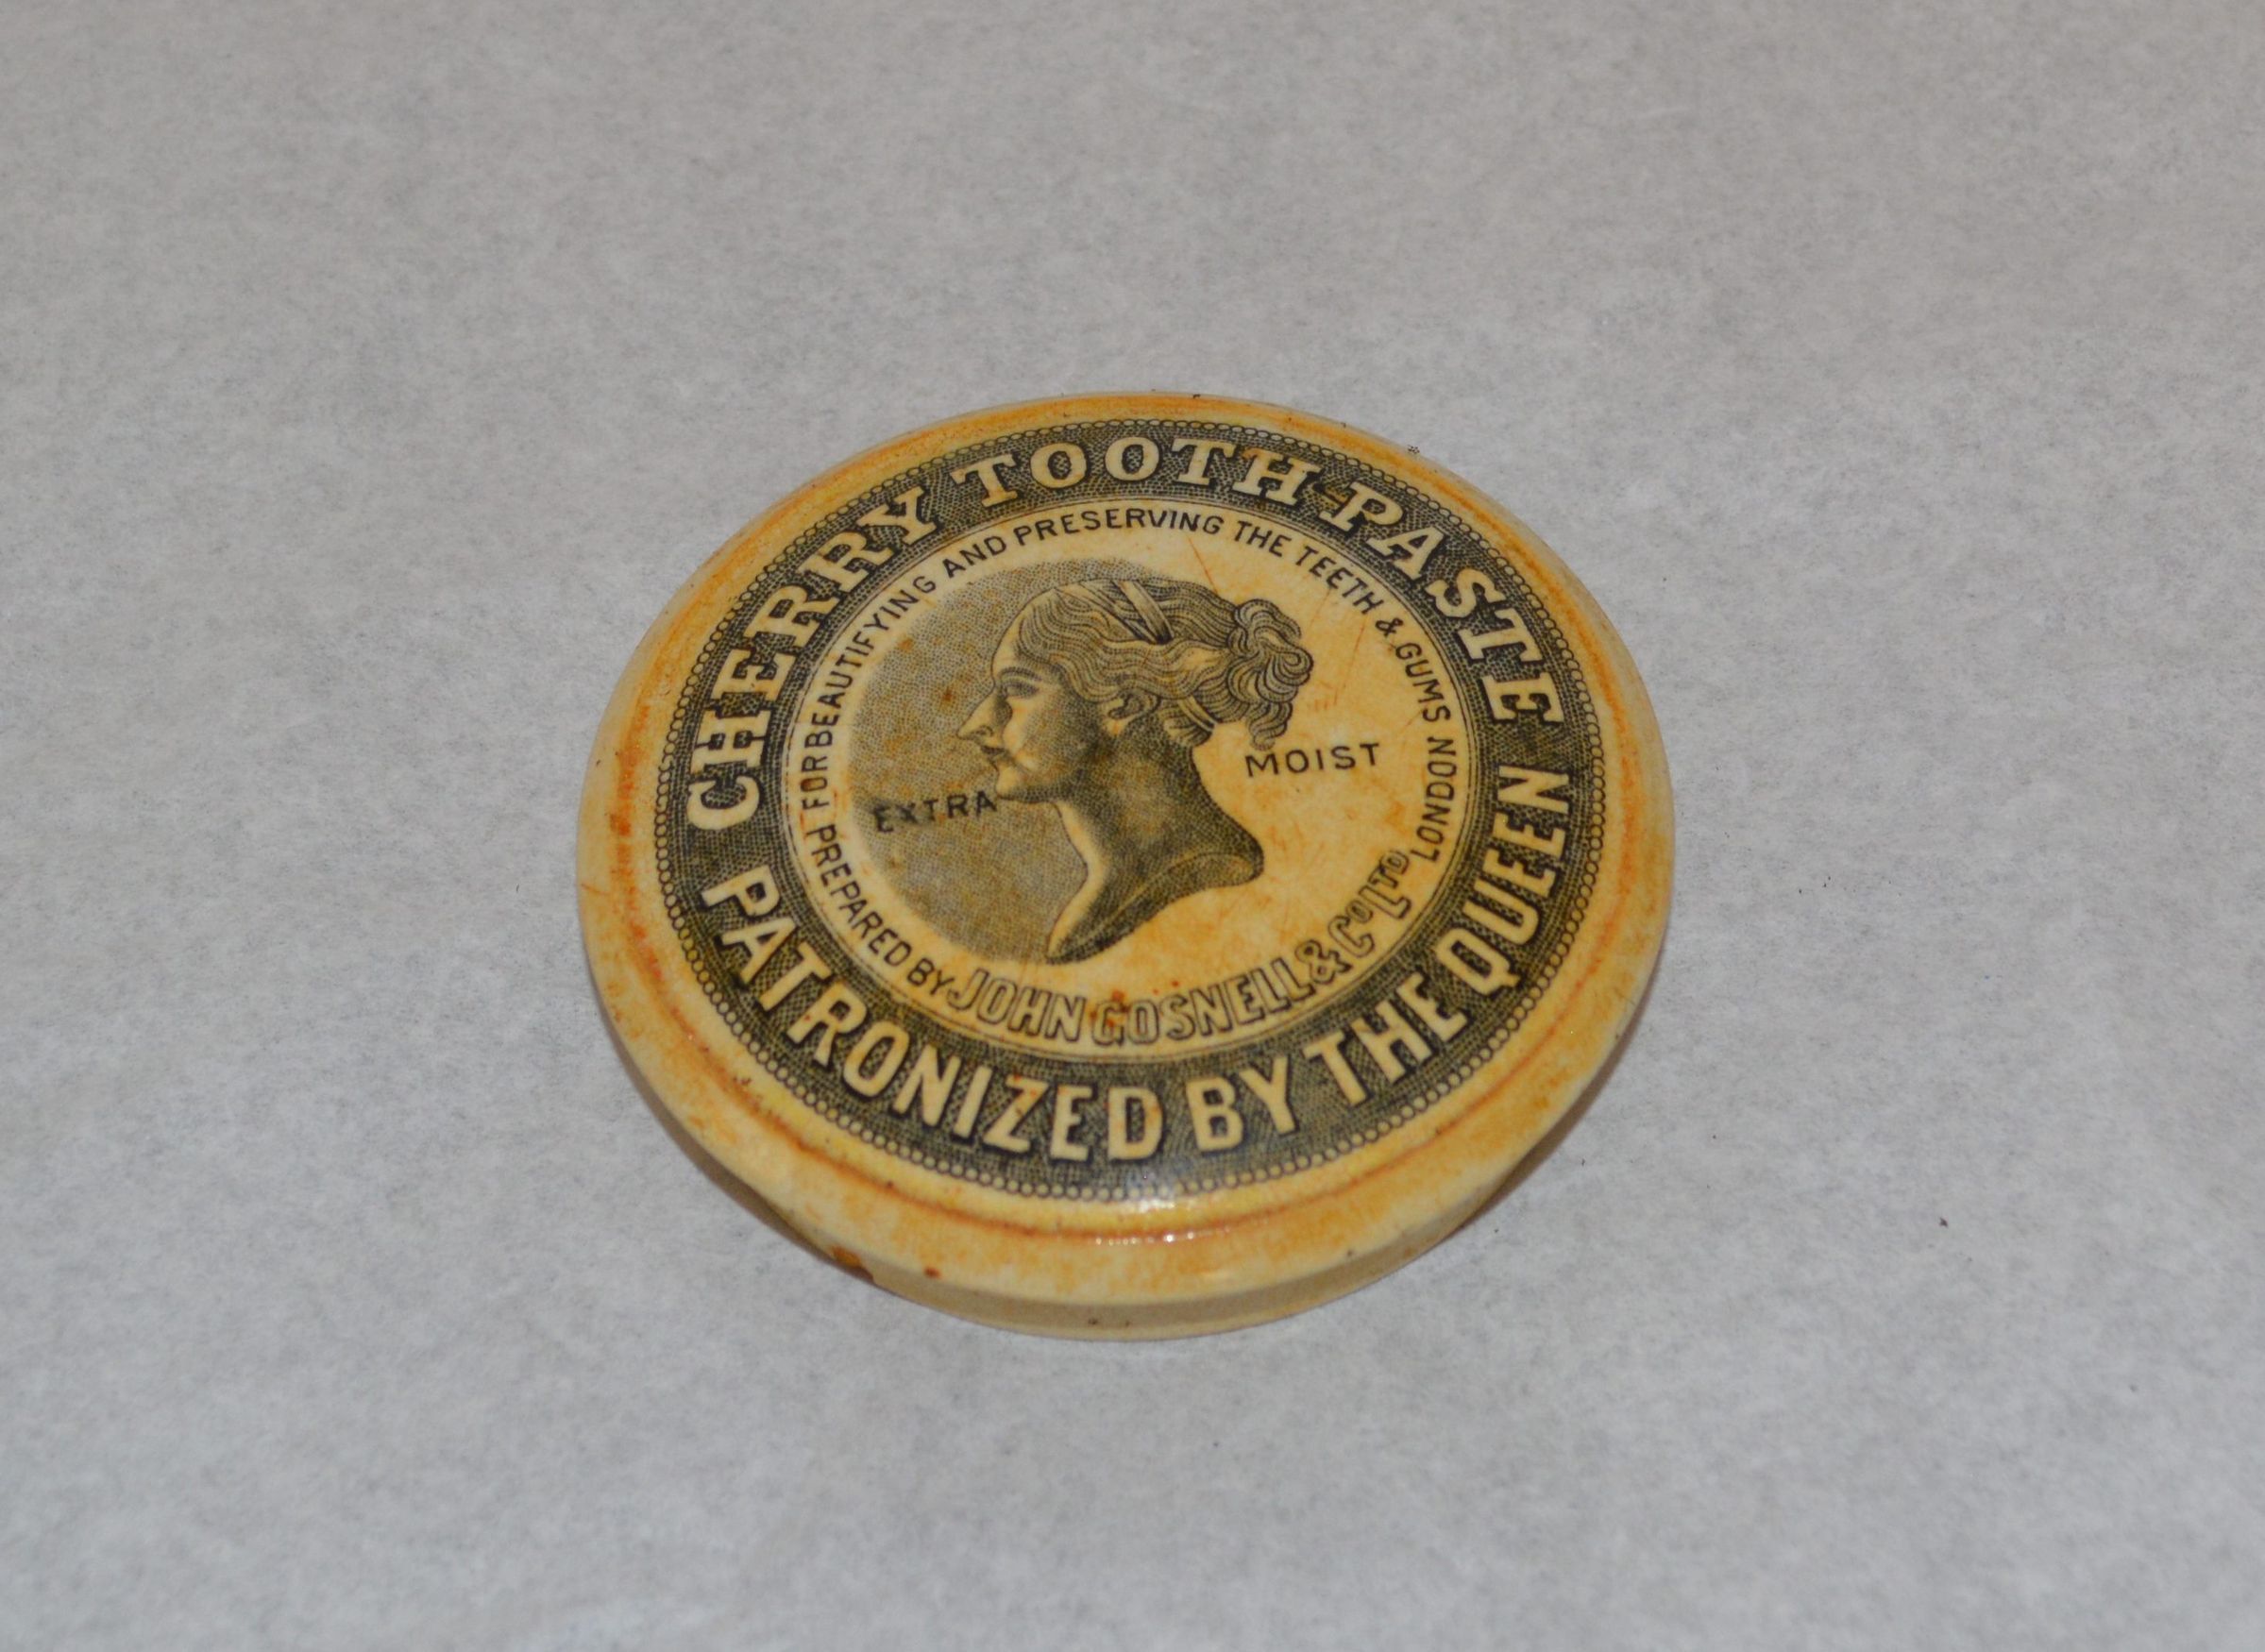 CHERRY TOOTH PASTE
FOR BEAUTIFYING AND PRESERVING THE TEETH & GUMS
EXTRA MOIST
PREPARED BY JOHN GOSNELL & Co LTD LONDON
PATRONIZED BY THE QUEEN